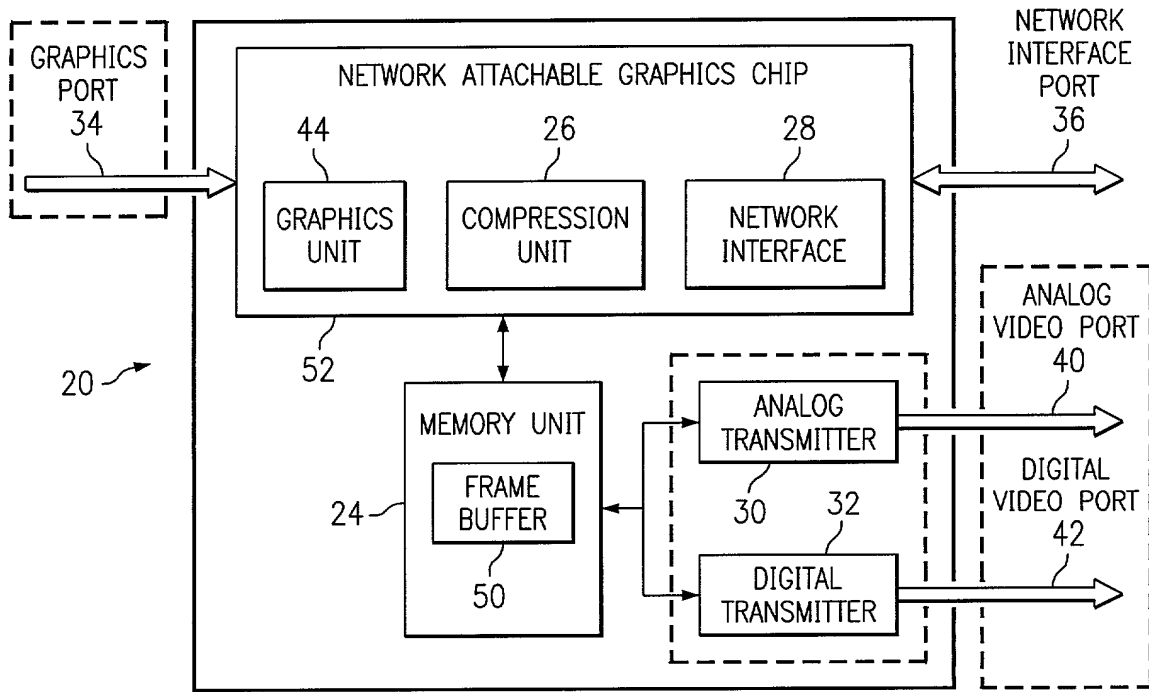 GRAPHICS
PORT
34
NETWORK ATTACHABLE GRAPHICS CHIP
44
GRAPHICS
UNIT
26
COMPRESSION
UNIT
28
NETWORK
INTERFACE
NETWORK
INTERFACE
PORT
36
52
20
MEMORY UNIT
24
FRAME
BUFFER
50
ANALOG
TRANSMITTER
30
32
DIGITAL
TRANSMITTER
ANALOG
VIDEO PORT
40
DIGITAL
VIDEO PORT
42